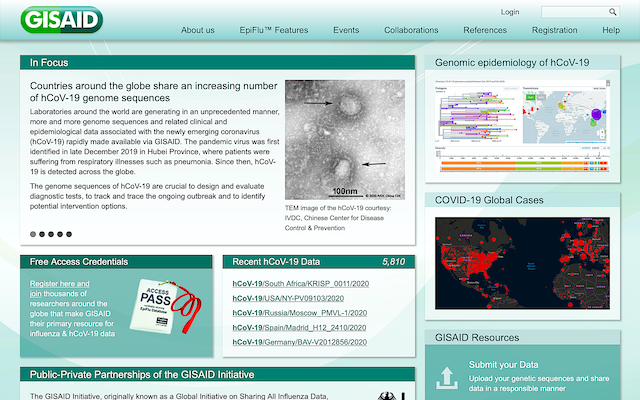 GISAID
Login
About us
EpiFlu™ Features
Events
Collaborations
References
Registration
Help
In Focus
Countries around the globe share an increasing number
of hCoV-19 genome sequences
Laboratories around the world are generating in an unprecedented manner,
more and more genome sequences and related clinical and
epidemiological data associated with the newly emerging coronavirus
(hCoV-19) rapidly made available via GISAID. The pandemic virus was first
identified in late December 2019 in Hubei Province, where patients were
suffering from respiratory illnesses such as pneumonia. Since then, hCoV-
19 is detected across the globe.
The genome sequences of hCoV-19 are crucial to design and evaluate
diagnostic tests, to track and trace the ongoing outbreak and to identify
potential intervention options.
100nm
TEM image of the hCoV-19 courtesy:
IVDC, Chinese Center for Disease
Control & Prevention
Genomic epidemiology of hCoV-19
COVID-19 Global Cases
Free Access Credentials
Register here and
join thousands of
researchers around the
globe that make GISAID
their primary resource for
influenza & hCoV-19 data
ACCESS
PASS
EpiFlu Database
Recent hCoV-19 Data 5,810
hCoV-19/South Africa/KRISP_0011/2020
hCoV-19/USA/NY-PV09103/2020
hCoV-19/Russia/Moscow_PMVL-1/2020
hCoV-19/Spain/Madrid_H12_2410/2020
hCoV-19/Germany/BAV-V2012856/2020
GISAID Resources
Submit your Data
Upload your genetic sequences and share
data in a responsible manner
Public-Private Partnerships of the GISAID Initiative
The GISAID Initiative, originally known as a Global Initiative on Sharing All Influenza Data,